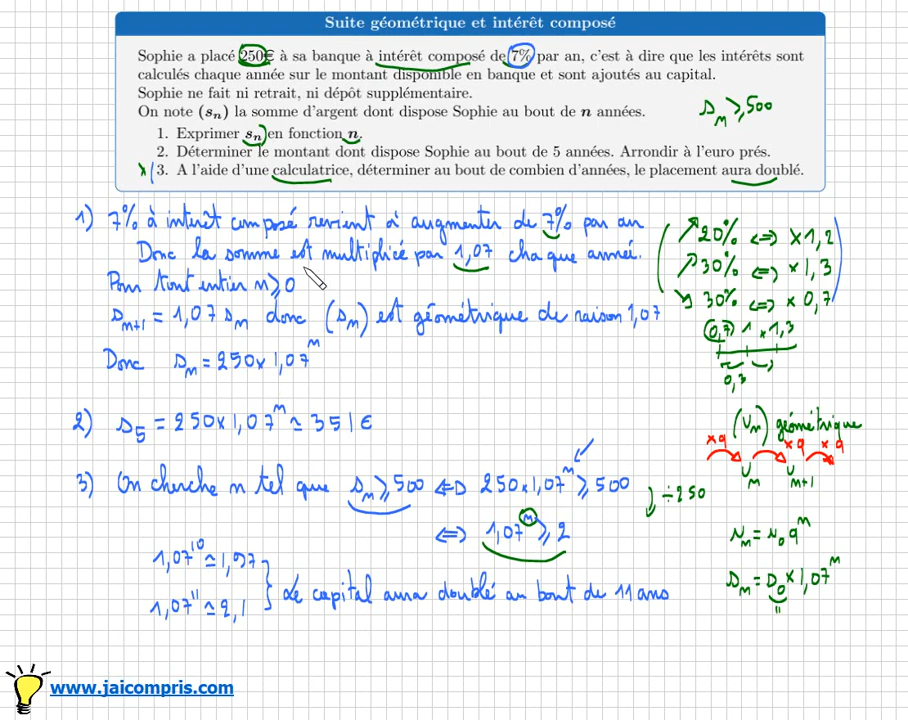 Suite géométrique et intérêt composé
Sophie a placé 250€ à sa banque à intérêt composé de 7% par an, c'est à dire que les intérêts sont
calculés chaque année sur le montant disponible en banque et sont ajoutés au capital.
Sophie ne fait ni retrait, ni dépôt supplémentaire.
On note (sₙ) la somme d'argent dont dispose Sophie au bout de n années.
sₙ ⩾ 500
1. Exprimer sₙ en fonction n.
2. Déterminer le montant dont dispose Sophie au bout de 5 années. Arrondir à l'euro prés.
3. A l'aide d'une calculatrice, déterminer au bout de combien d'années, le placement aura doublé.
1) 7% à intérêt composé revient à augmenter de 7% par an
Donc la somme est multipliée par 1,07 chaque année.
Pour tout entier n ⩾ 0
sₙ₊₁ = 1,07 sₙ donc (sₙ) est géométrique de raison 1,07
Donc sₙ = 250 × 1,07ⁿ
↗ 20% ⇔ × 1,2
↗ 30% ⇔ × 1,3
↘ 30% ⇔ × 0,7
0,7 1 × 1,3
0,3
2) s₅ = 250 × 1,07ⁿ ≃ 351 €
(Uₙ) géométrique
×q ×q ×q
Uₙ Uₙ₊₁
3) On cherche n tel que sₙ ⩾ 500 ⇔ 250 × 1,07ⁿ ⩾ 500
÷ 250
⇔ 1,07ⁿ ⩾ 2
uₙ = u₀ qⁿ
1,07¹⁰ ≃ 1,97
1,07¹¹ ≃ 2,1
} Le capital aura doublé au bout de 11 ans
sₙ = s₀ × 1,07ⁿ
www.jaicompris.com